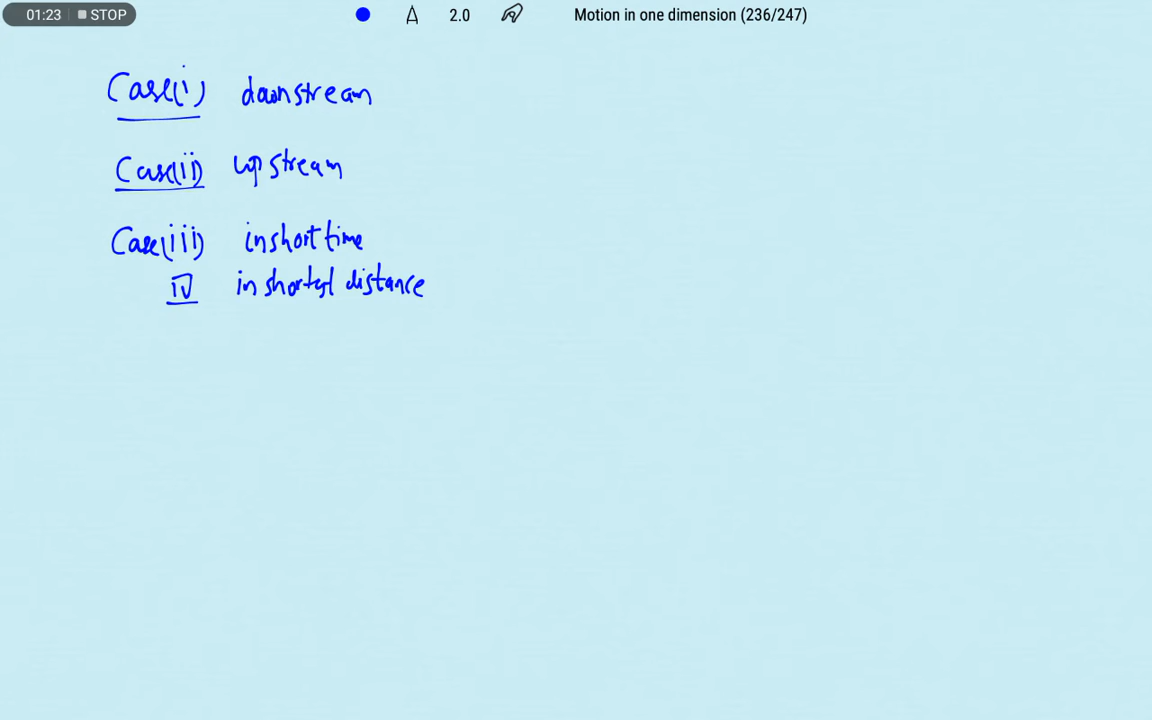 01:23 STOP 2.0 Motion in one dimension (236/247)
Case(i) downstream
Case(ii) upstream
Case(iii) in short time
iv in shortest distance